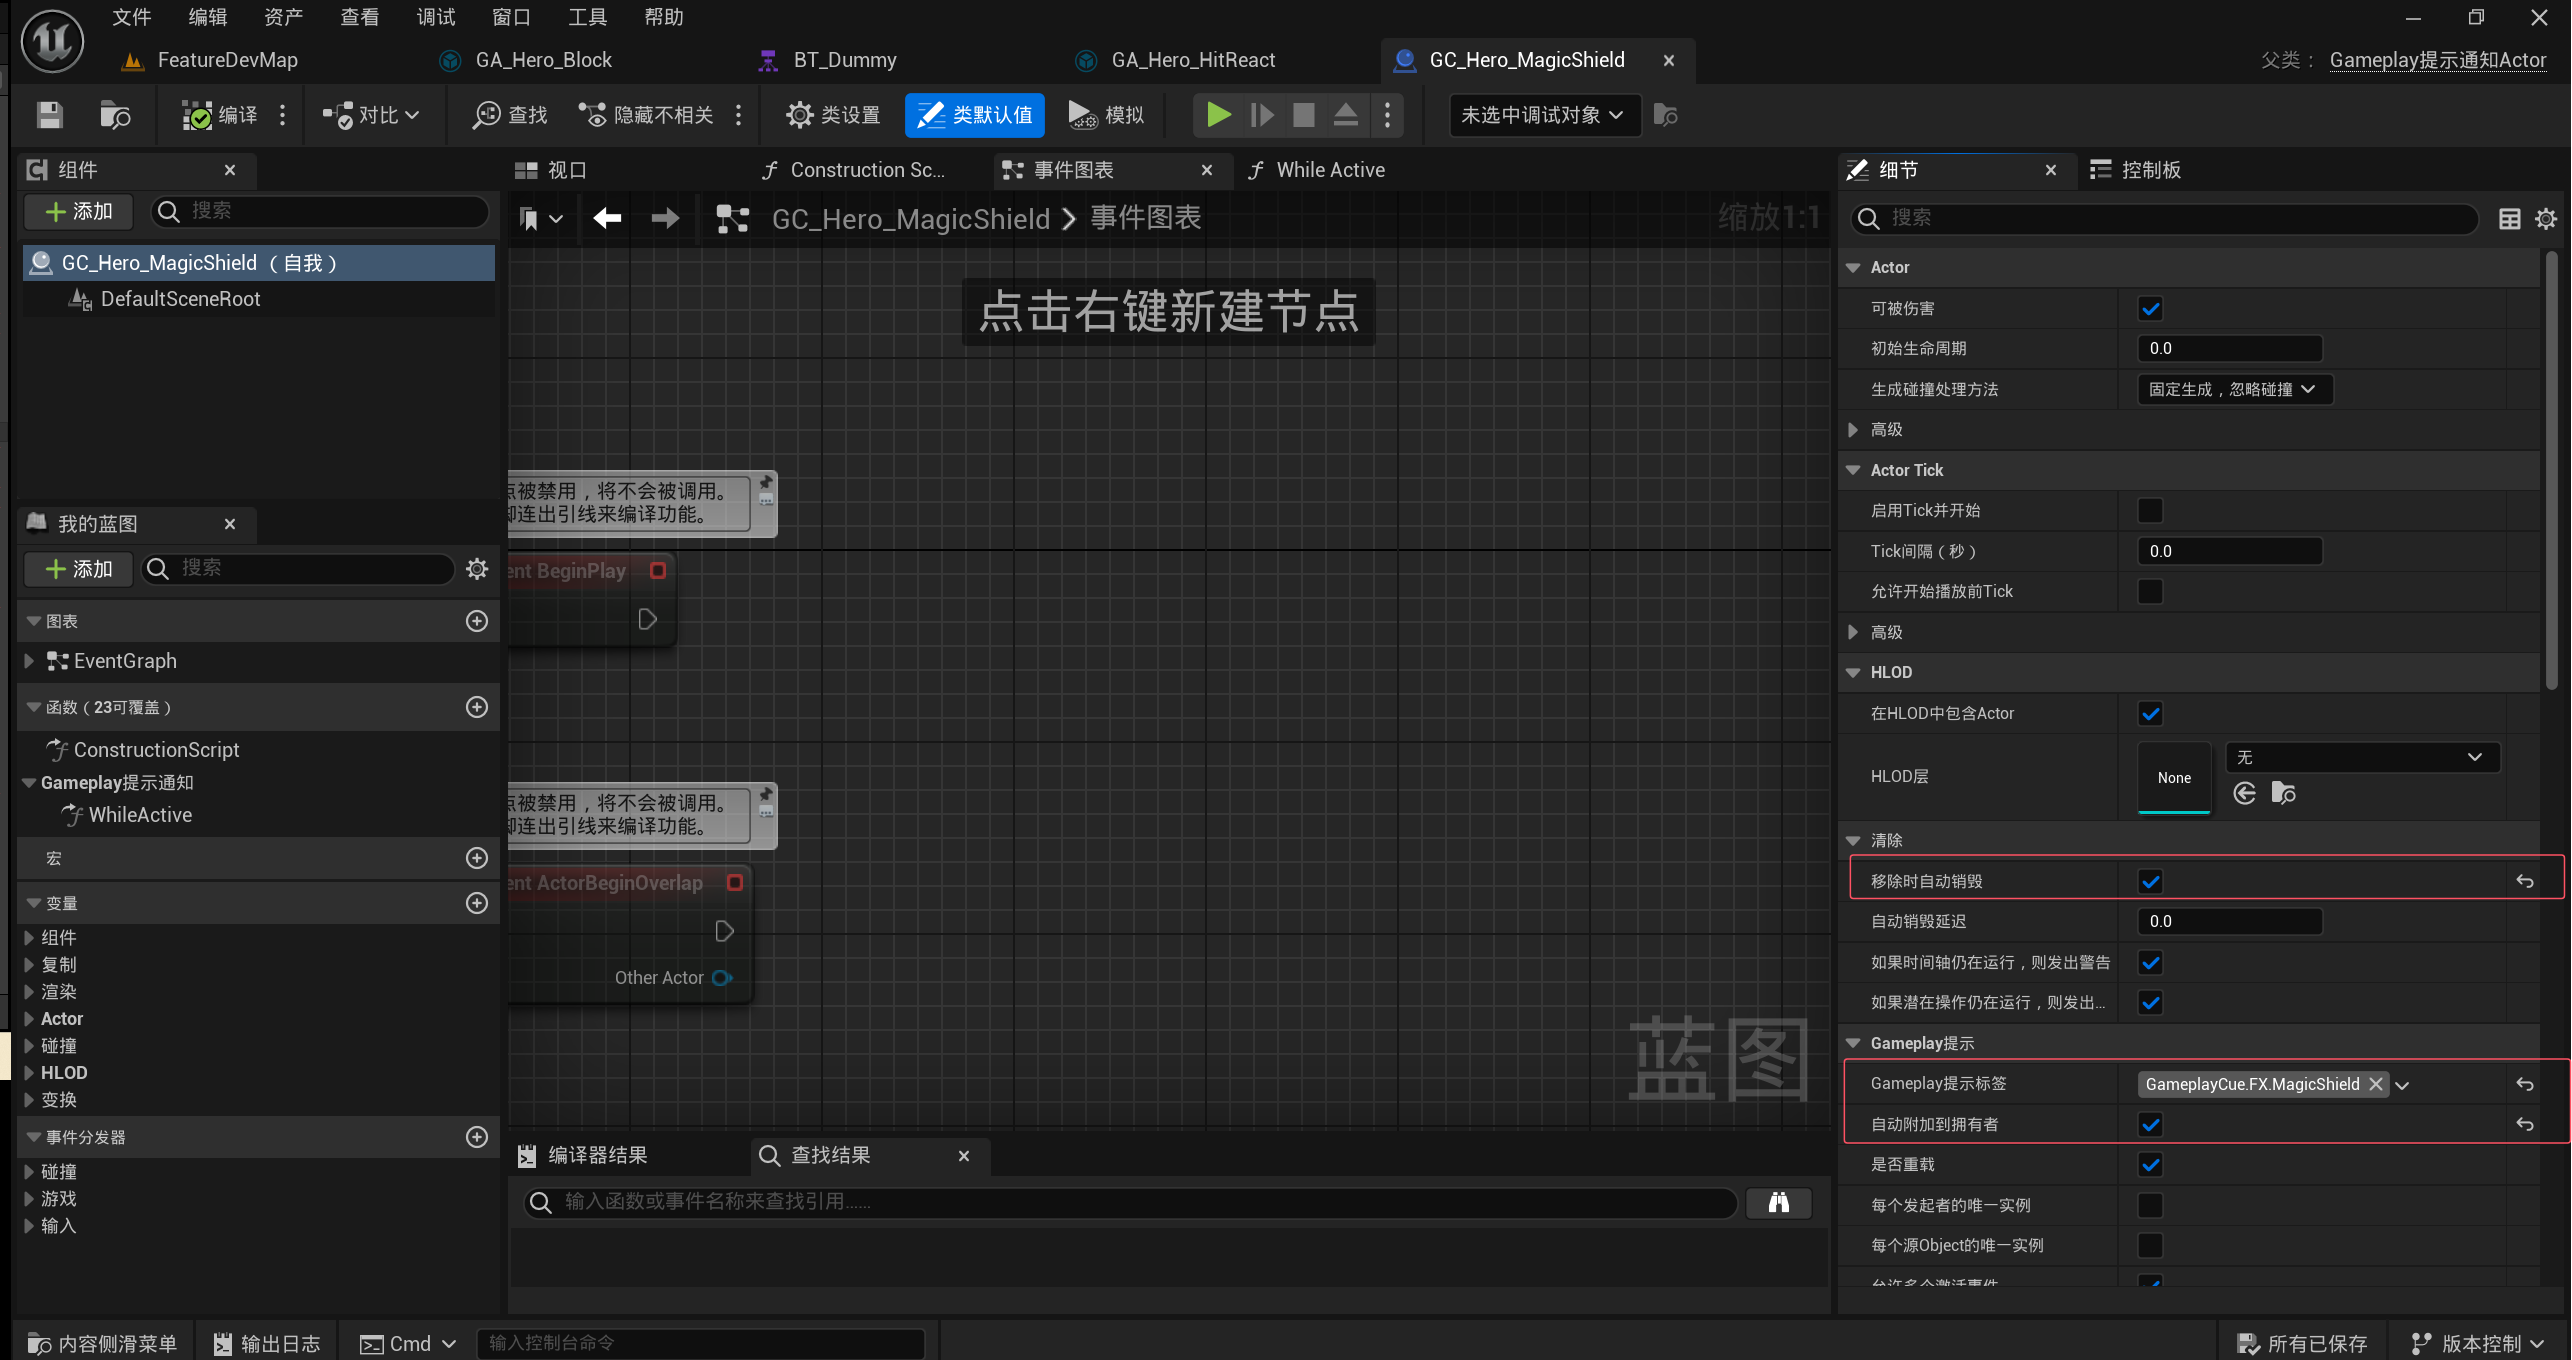 文件 编辑 资产 查看 调试 窗口 工具 帮助
FeatureDevMap GA_Hero_Block BT_Dummy GA_Hero_HitReact GC_Hero_MagicShield 父类： Gameplay提示通知Actor
编译 对比 查找 隐藏不相关 类设置 类默认值 模拟 未选中调试对象
组件
添加 搜索
GC_Hero_MagicShield （自我）
DefaultSceneRoot
我的蓝图
添加 搜索
图表
EventGraph
函数（23可覆盖）
ConstructionScript
Gameplay提示通知
WhileActive
宏
变量
组件
复制
渲染
Actor
碰撞
HLOD
变换
事件分发器
碰撞
游戏
输入
视口 Construction Sc... 事件图表 While Active
GC_Hero_MagicShield 事件图表 缩放1:1
点击右键新建节点
点被禁用，将不会被调用。
脚连出引线来编译功能。
ent BeginPlay
点被禁用，将不会被调用。
脚连出引线来编译功能。
ent ActorBeginOverlap
Other Actor
蓝图
编译器结果 查找结果
输入函数或事件名称来查找引用......
细节 控制板
搜索
Actor
可被伤害
初始生命周期 0.0
生成碰撞处理方法 固定生成，忽略碰撞
高级
Actor Tick
启用Tick并开始
Tick间隔（秒） 0.0
允许开始播放前Tick
高级
HLOD
在HLOD中包含Actor
HLOD层 None 无
清除
移除时自动销毁
自动销毁延迟 0.0
如果时间轴仍在运行，则发出警告
如果潜在操作仍在运行，则发出...
Gameplay提示
Gameplay提示标签 GameplayCue.FX.MagicShield
自动附加到拥有者
是否重载
每个发起者的唯一实例
每个源Object的唯一实例
允许多个激活事件
内容侧滑菜单 输出日志 Cmd 输入控制台命令 所有已保存 版本控制